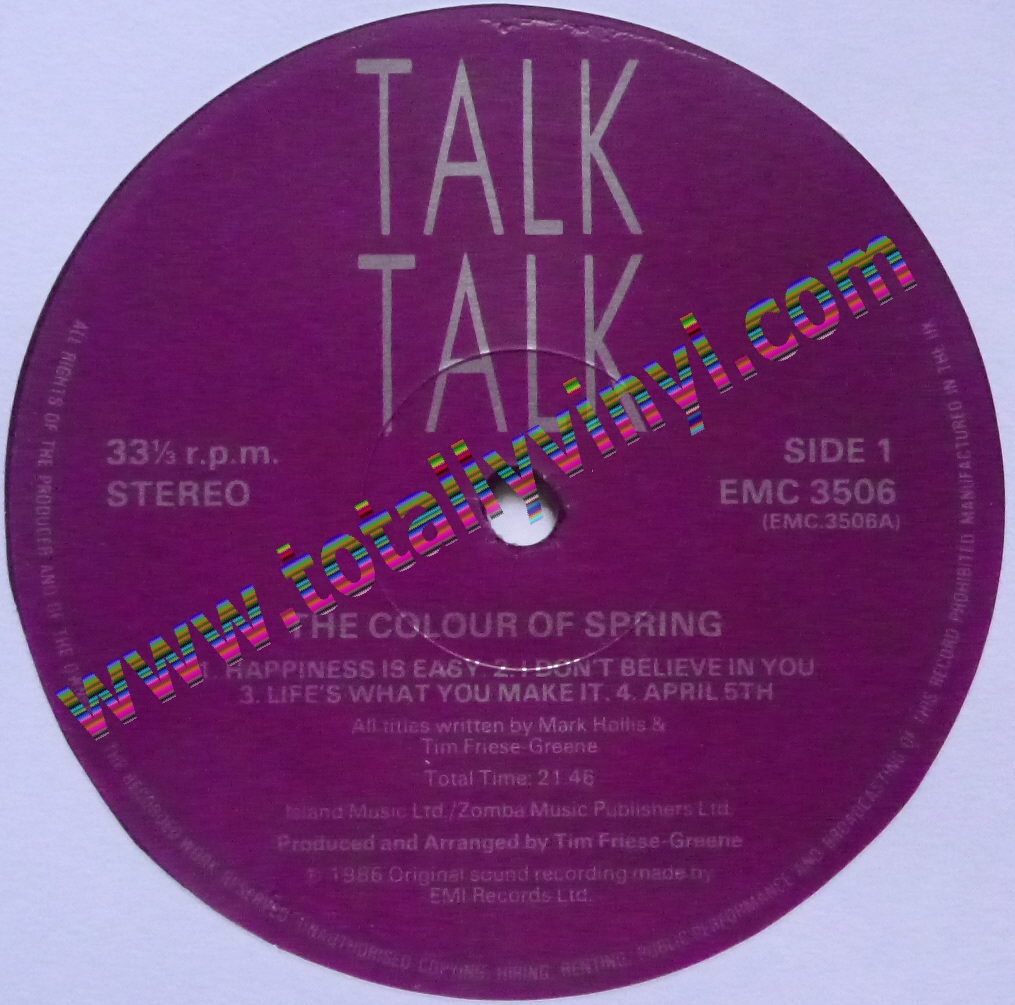 TALK
TALK
33⅓ r.p.m.
STEREO
SIDE 1
EMC 3506
(EMC.3506A)
www.totallyvinyl.com
THE COLOUR OF SPRING
1. HAPPINESS IS EASY 2. I DON'T BELIEVE IN YOU
3. LIFE'S WHAT YOU MAKE IT. 4. APRIL 5TH
All titles written by Mark Hollis &
Tim Friese-Greene
Total Time: 21.46
Island Music Ltd./Zomba Music Publishers Ltd.
Produced and Arranged by Tim Friese-Greene
℗ 1986 Original sound recording made by
EMI Records Ltd.
ALL RIGHTS OF THE PRODUCER AND OF THE THE RECORDED WORK RESERVED UNAUTHORISED COPYING HIRING RENTING PUBLIC PERFORMANCE AND BROADCASTING OF THIS RECORD PROHIBITED MANUFACTURED IN THE UK